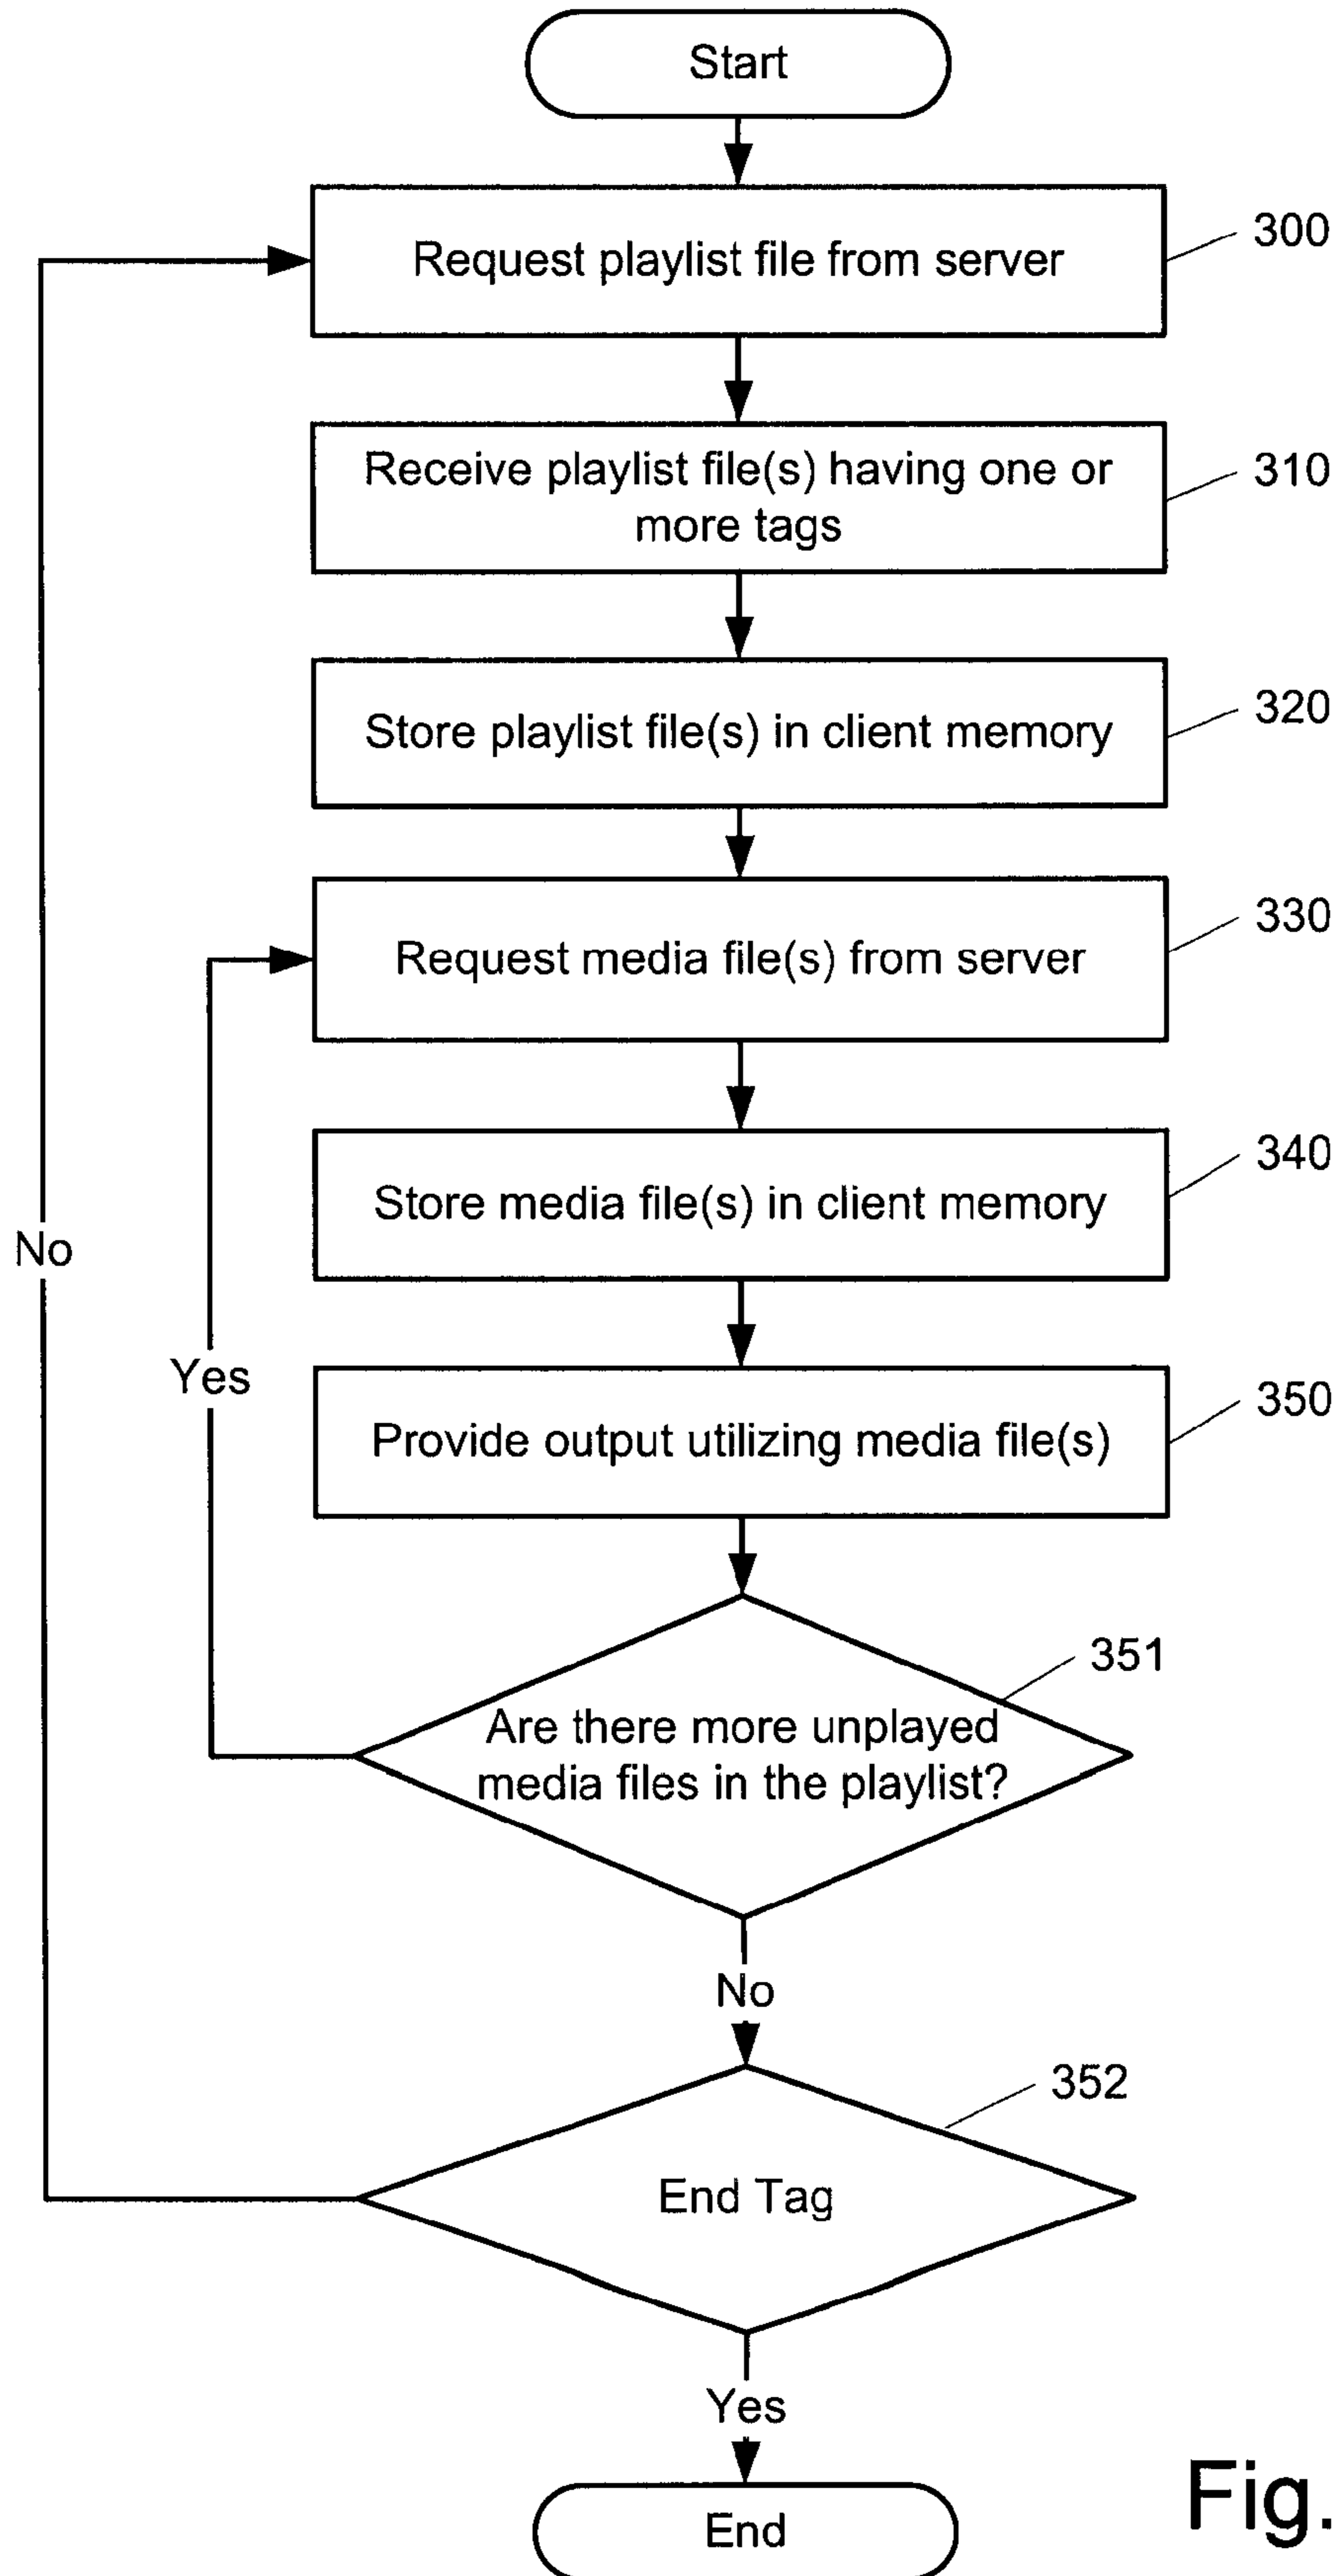 Start
Request playlist file from server
300
Receive playlist file(s) having one or
more tags
310
Store playlist file(s) in client memory
320
Request media file(s) from server
330
Store media file(s) in client memory
340
No
Yes
Provide output utilizing media file(s)
350
351
Are there more unplayed
media files in the playlist?
No
352
End Tag
Yes
End
Fig.